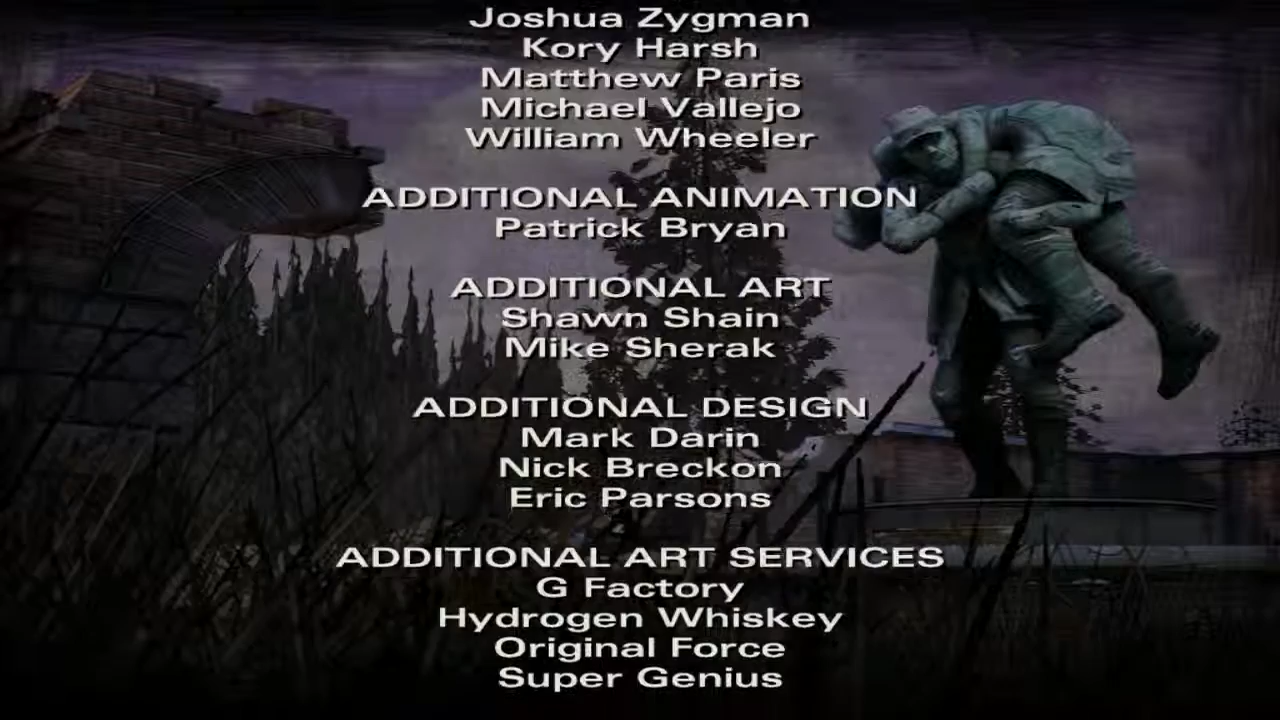 Joshua Zygman
Kory Harsh
Matthew Paris
Michael Vallejo
William Wheeler
ADDITIONAL ANIMATION
Patrick Bryan
ADDITIONAL ART
Shawn Shain
Mike Sherak
ADDITIONAL DESIGN
Mark Darin
Nick Breckon
Eric Parsons
ADDITIONAL ART SERVICES
G Factory
Hydrogen Whiskey
Original Force
Super Genius